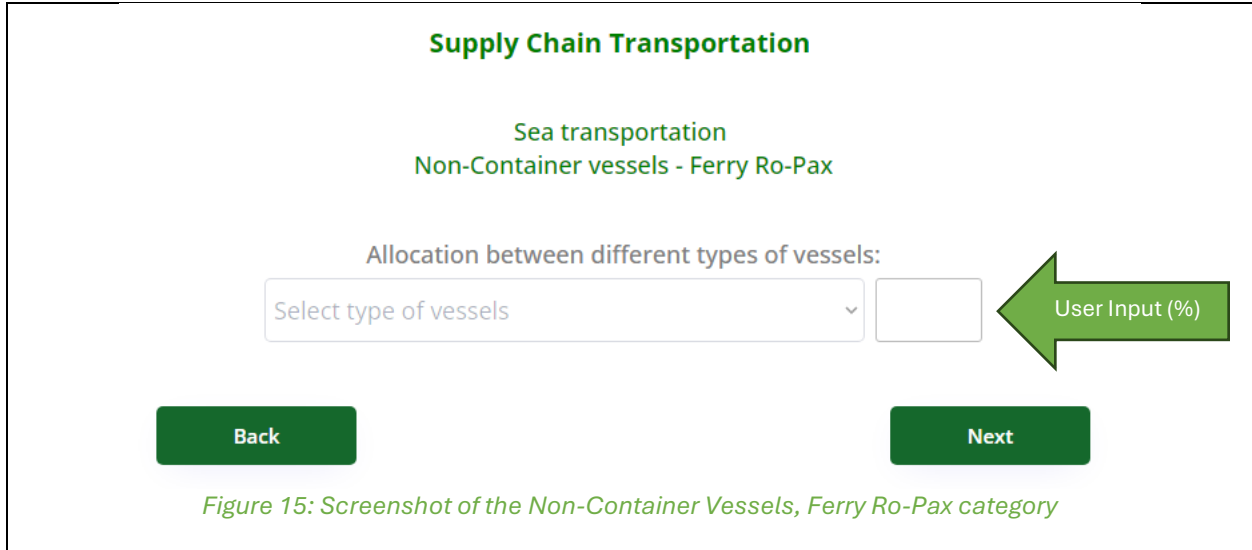 Supply Chain Transportation
Sea transportation
Non-Container vessels - Ferry Ro-Pax
Allocation between different types of vessels:
Select type of vessels
User Input (%)
Back
Next
Figure 15: Screenshot of the Non-Container Vessels, Ferry Ro-Pax category